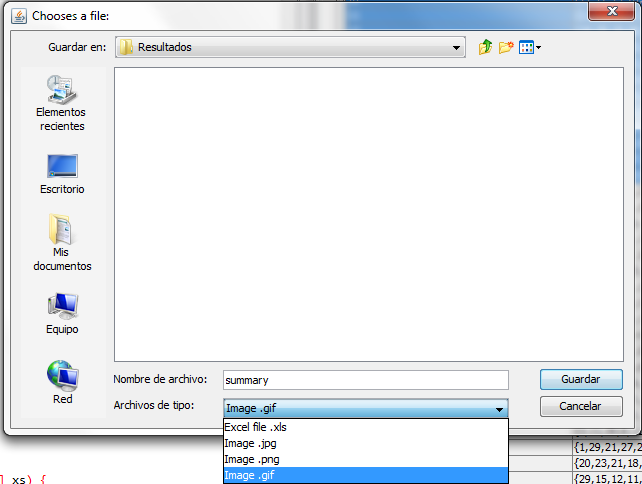 Chooses a file:
Guardar en:
Resultados
Elementos
recientes
Escritorio
Mis
documentos
Equipo
Red
Nombre de archivo:
summary
Guardar
Archivos de tipo:
Image .gif
Cancelar
Excel file .xls
Image .jpg
Image .png
Image .gif
{1,29,21,27,2
{20,23,21,18,
{29,15,12,11,
] xs) {